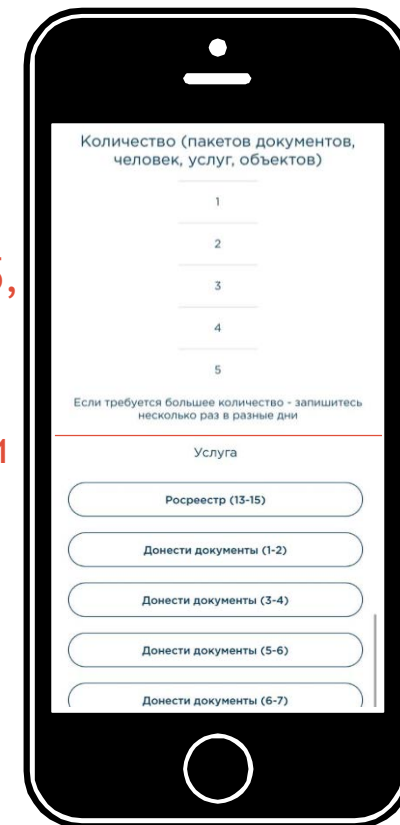 Количество (пакетов документов,
человек, услуг, объектов)
1
2
3
4
5
Если требуется большее количество - запишитесь
несколько раз в разные дни
Услуга
Росреестр (13-15)
Донести документы (1-2)
Донести документы (3-4)
Донести документы (5-6)
Донести документы (6-7)